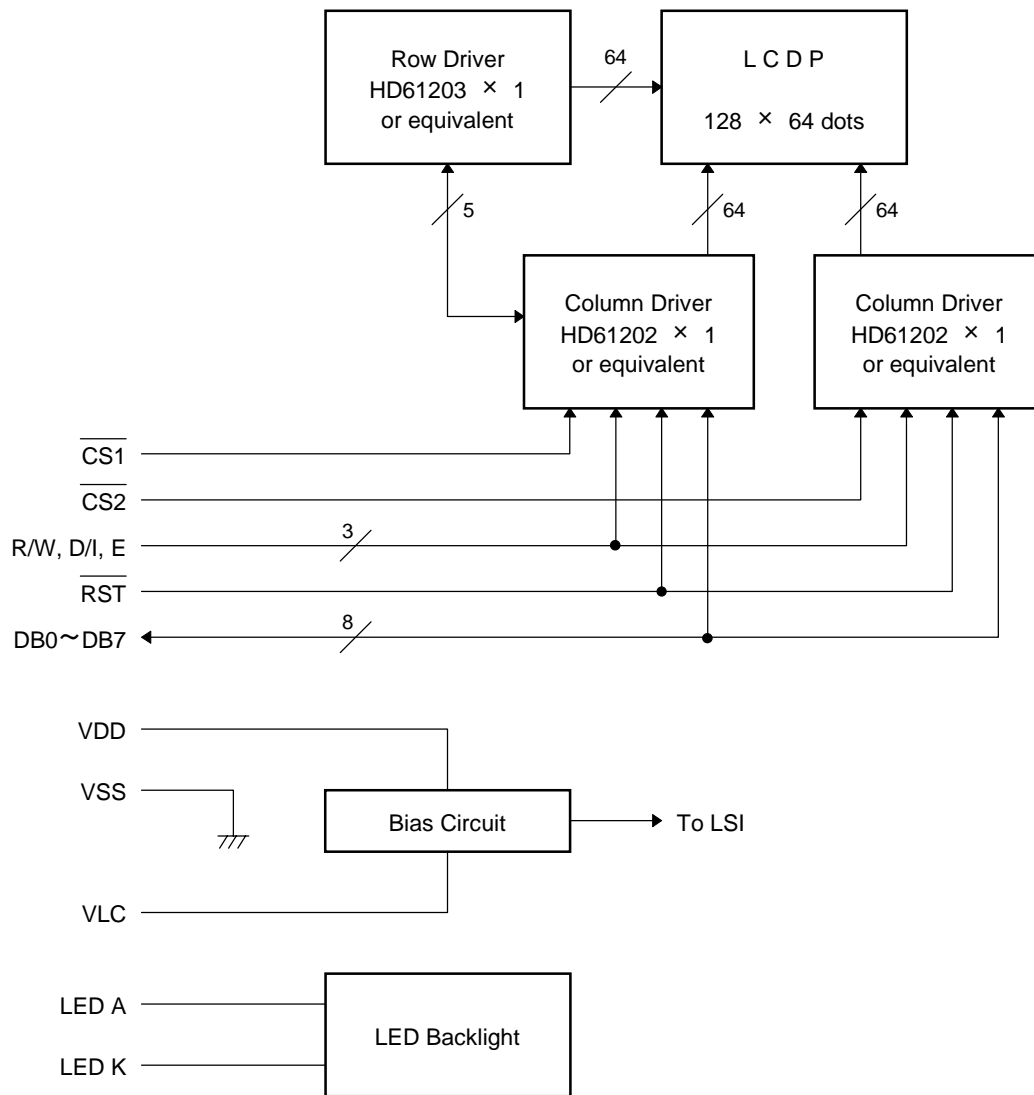 Row Driver
HD61203 × 1
or equivalent
64
L C D P
128 × 64 dots
5
64
64
Column Driver
HD61202 × 1
or equivalent
Column Driver
HD61202 × 1
or equivalent
CS1
CS2
R/W, D/I, E
3
RST
DB0～DB7
8
VDD
VSS
Bias Circuit
To LSI
VLC
LED A
LED Backlight
LED K